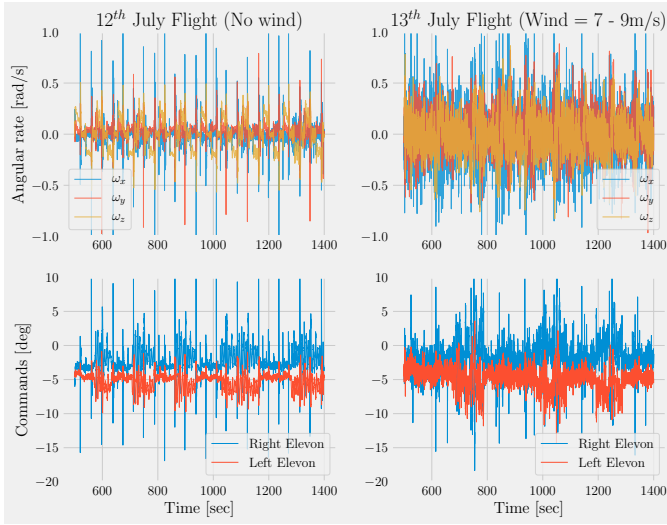 12th July Flight (No wind)
13th July Flight (Wind = 7 - 9m/s)
Angular rate [rad/s]
1.0
0.5
0.0
−0.5
−1.0
ωx
ωy
ωz
600 800 1000 1200 1400
1.0
0.5
0.0
−0.5
−1.0
ωx
ωy
ωz
600 800 1000 1200 1400
Commands [deg]
10
5
0
−5
−10
−15
−20
Right Elevon
Left Elevon
600 800 1000 1200 1400
Time [sec]
10
5
0
−5
−10
−15
−20
Right Elevon
Left Elevon
600 800 1000 1200 1400
Time [sec]